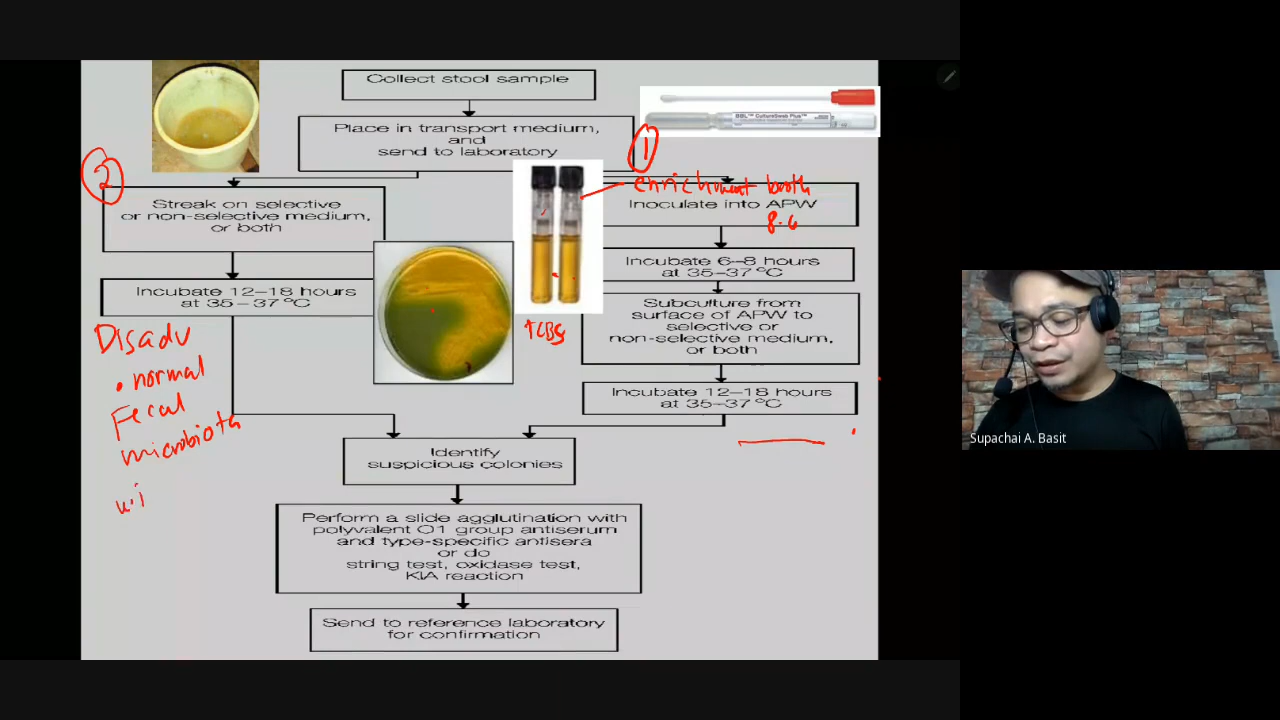 Collect stool sample
Place in transport medium,
and
send to laboratory
BBL™ CultureSwab Plus™
1
2
enrichment broth
Streak on selective
or non-selective medium,
or both
Inoculate into APW
8.6
Incubate 6–8 hours
at 35–37 °C
Incubate 12–18 hours
at 35–37 °C
Subculture from
surface of APW to
selective or
non-selective medium,
or both
TCBS
Disadv
• normal
Fecal
microbiota
Incubate 12–18 hours
at 35–37 °C
Identify
suspicious colonies
Perform a slide agglutination with
polyvalent O1 group antiserum
and type-specific antisera
or do
string test, oxidase test,
KIA reaction
Send to reference laboratory
for confirmation
Supachai A. Basit